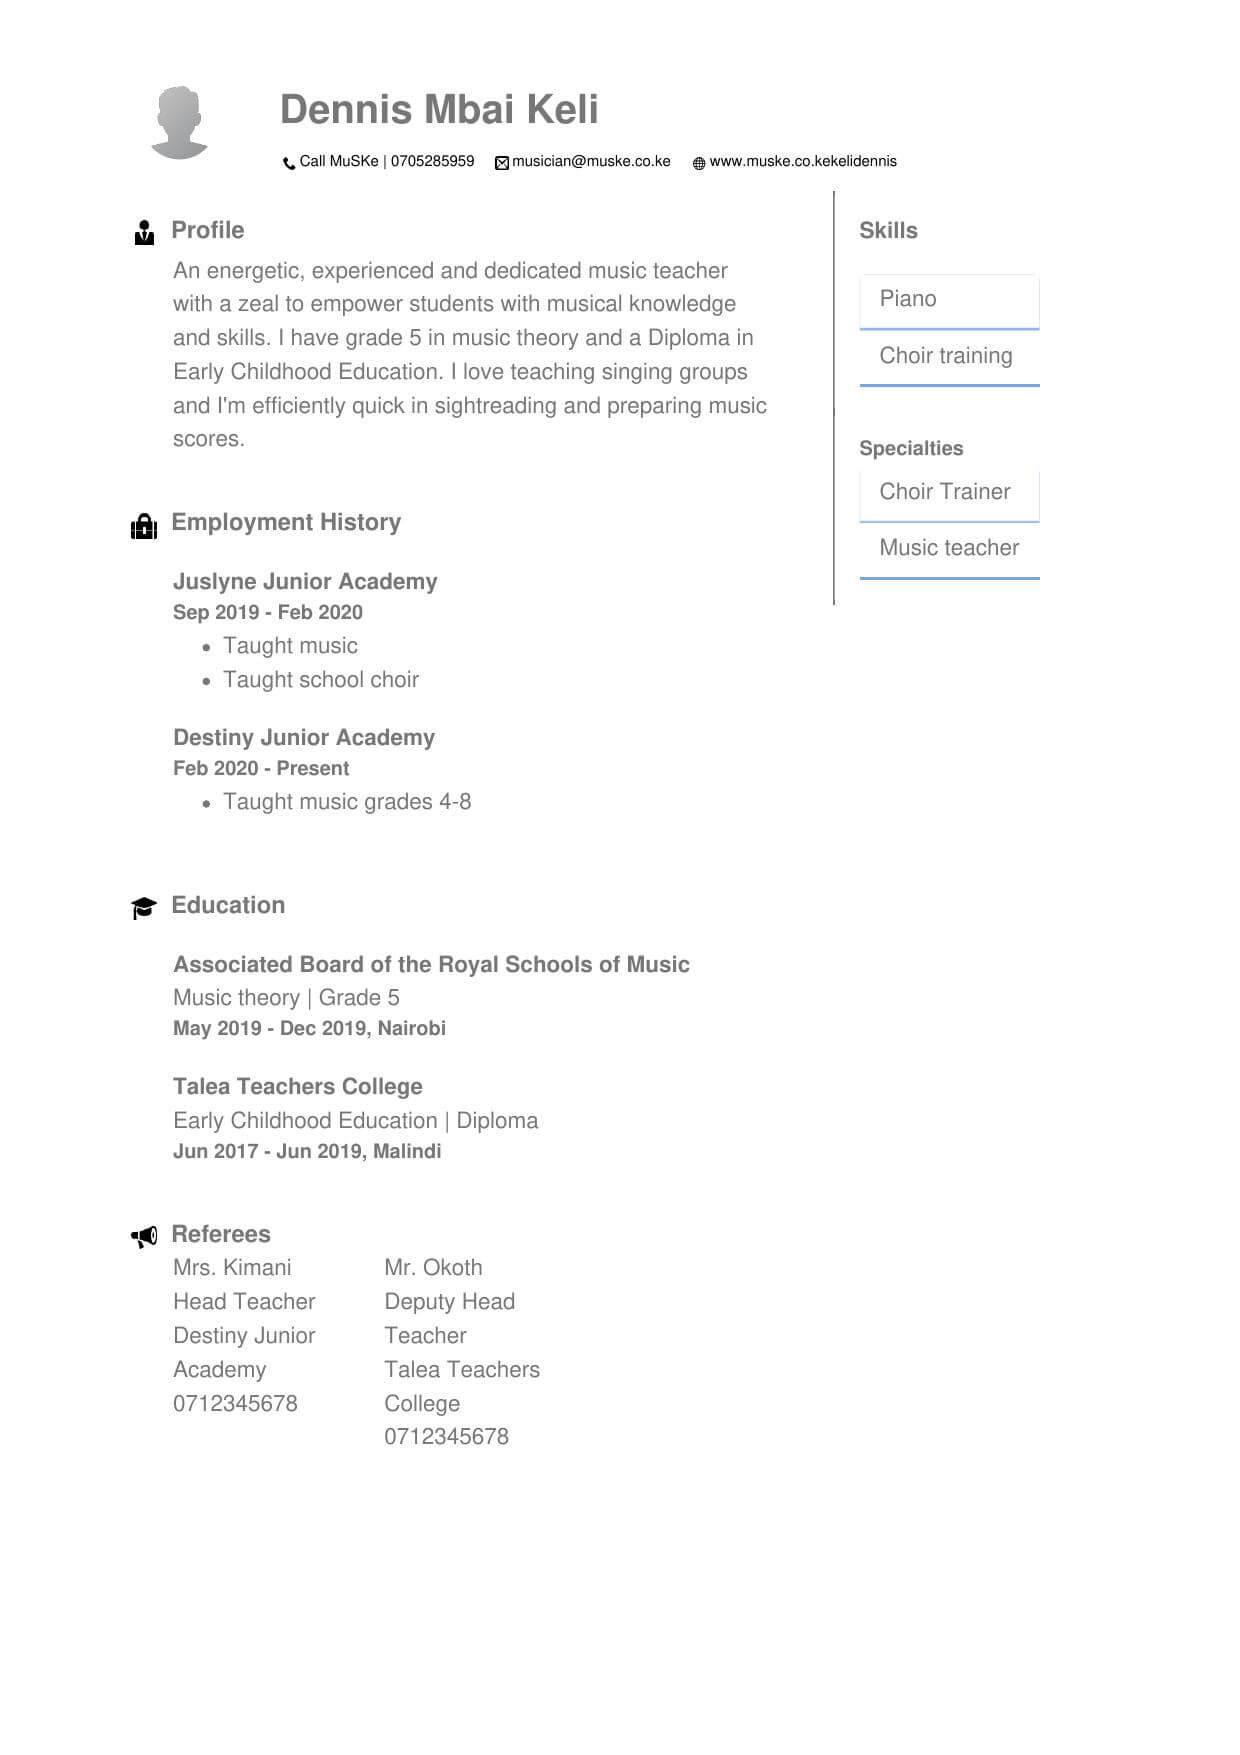 Dennis Mbai Keli
Call MuSKe | 0705285959 musician@muske.co.ke www.muske.co.kekelidennis
Profile
An energetic, experienced and dedicated music teacher
with a zeal to empower students with musical knowledge
and skills. I have grade 5 in music theory and a Diploma in
Early Childhood Education. I love teaching singing groups
and I'm efficiently quick in sightreading and preparing music
scores.
Employment History
Juslyne Junior Academy
Sep 2019 - Feb 2020
• Taught music
• Taught school choir
Destiny Junior Academy
Feb 2020 - Present
• Taught music grades 4-8
Education
Associated Board of the Royal Schools of Music
Music theory | Grade 5
May 2019 - Dec 2019, Nairobi
Talea Teachers College
Early Childhood Education | Diploma
Jun 2017 - Jun 2019, Malindi
Referees
Mrs. Kimani
Head Teacher
Destiny Junior
Academy
0712345678
Mr. Okoth
Deputy Head
Teacher
Talea Teachers
College
0712345678
Skills
Piano
Choir training
Specialties
Choir Trainer
Music teacher